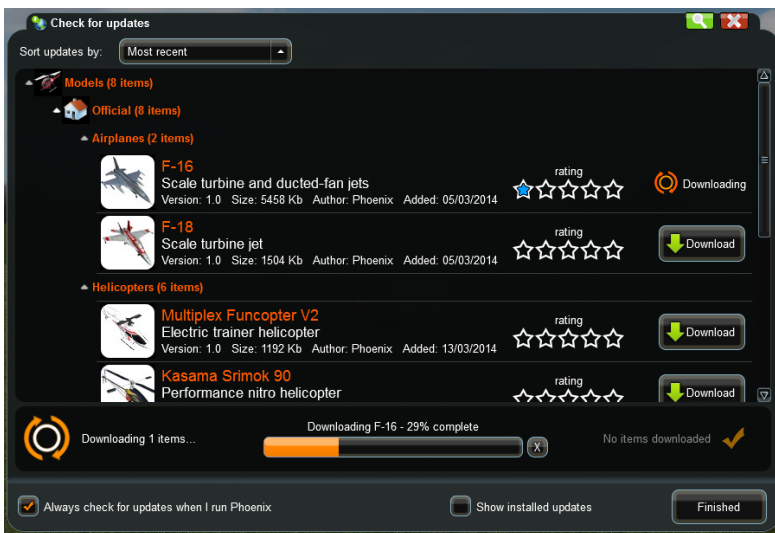 Check for updates
Sort updates by: Most recent
Models (8 items)
Official (8 items)
Airplanes (2 items)
F-16
Scale turbine and ducted-fan jets
Version: 1.0 Size: 5458 Kb Author: Phoenix Added: 05/03/2014
rating
Downloading
F-18
Scale turbine jet
Version: 1.0 Size: 1504 Kb Author: Phoenix Added: 05/03/2014
rating
Download
Helicopters (6 items)
Multiplex Funcopter V2
Electric trainer helicopter
Version: 1.0 Size: 1192 Kb Author: Phoenix Added: 13/03/2014
rating
Download
Kasama Srimok 90
Performance nitro helicopter
rating
Download
Downloading 1 items...
Downloading F-16 - 29% complete
X
No items downloaded
Always check for updates when I run Phoenix
Show installed updates
Finished